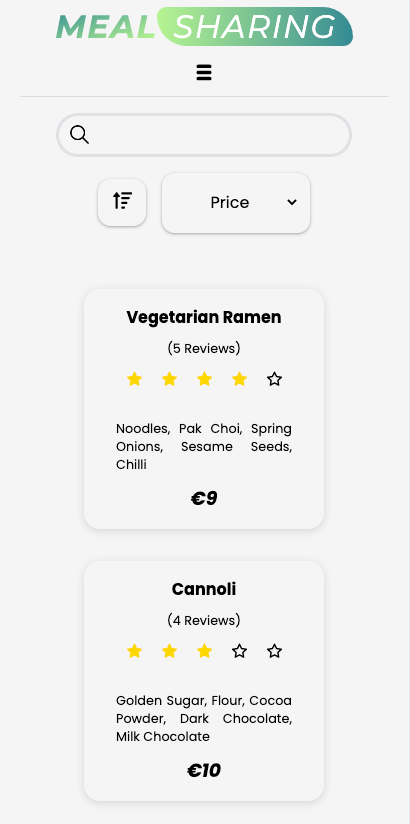 MEAL SHARING
Price
Vegetarian Ramen
(5 Reviews)
Noodles, Pak Choi, Spring
Onions, Sesame Seeds,
Chilli
€9
Cannoli
(4 Reviews)
Golden Sugar, Flour, Cocoa
Powder, Dark Chocolate,
Milk Chocolate
€10